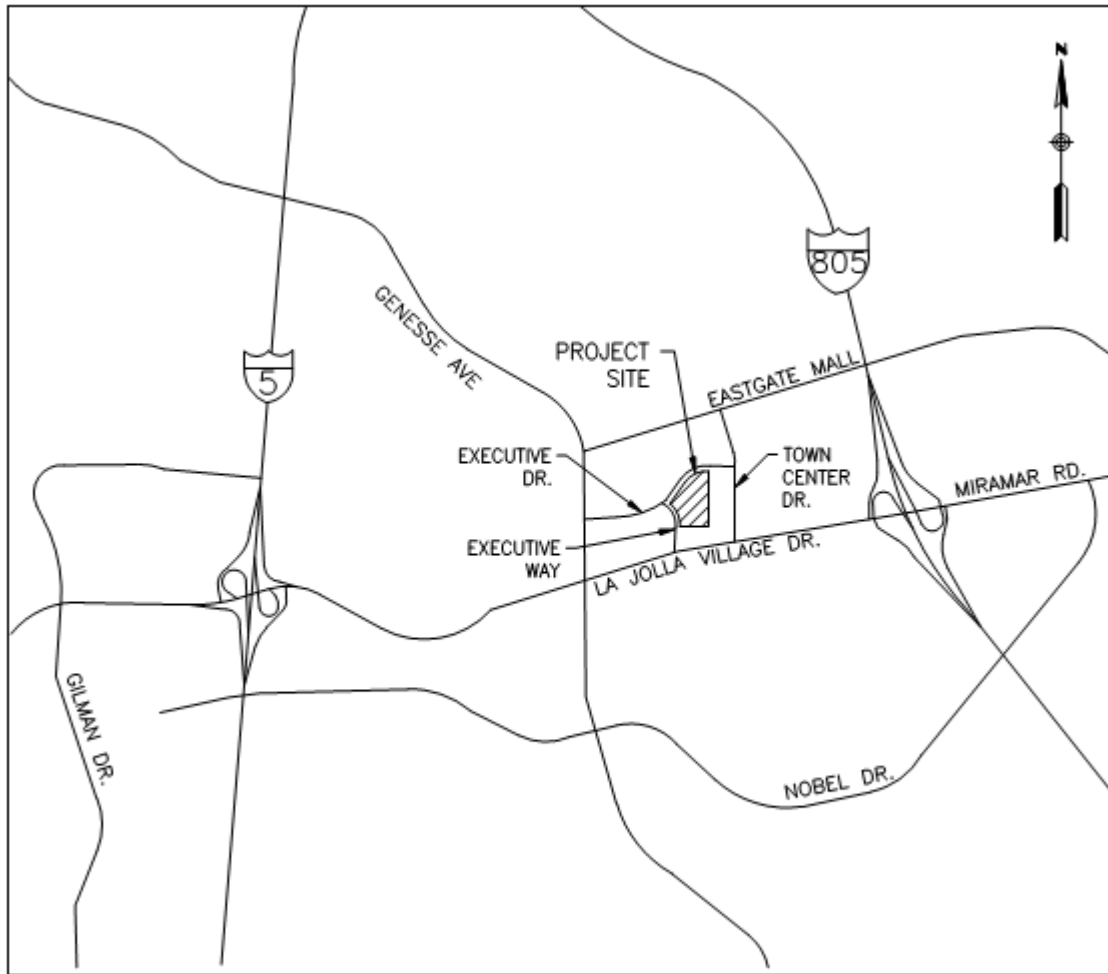 N
805
GENESSE AVE
PROJECT
SITE
5
EASTGATE MALL
EXECUTIVE
DR.
TOWN
CENTER
DR.
MIRAMAR RD.
EXECUTIVE
WAY
LA JOLLA VILLAGE DR.
GILMAN DR.
NOBEL DR.